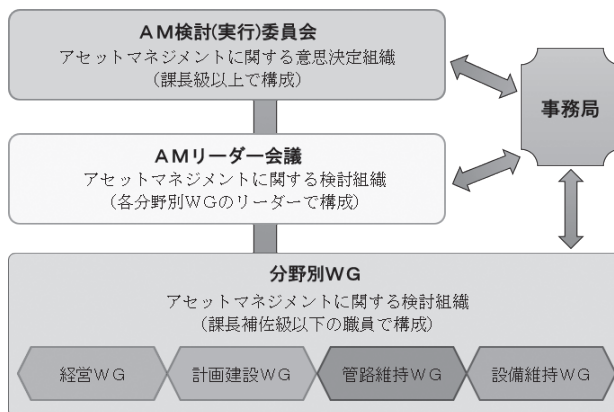 AM検討(実行)委員会
アセットマネジメントに関する意思決定組織
(課長級以上で構成)
事務局
AMリーダー会議
アセットマネジメントに関する検討組織
(各分野別WGのリーダーで構成)
分野別WG
アセットマネジメントに関する検討組織
(課長補佐級以下の職員で構成)
経営WG
計画建設WG
管路維持WG
設備維持WG